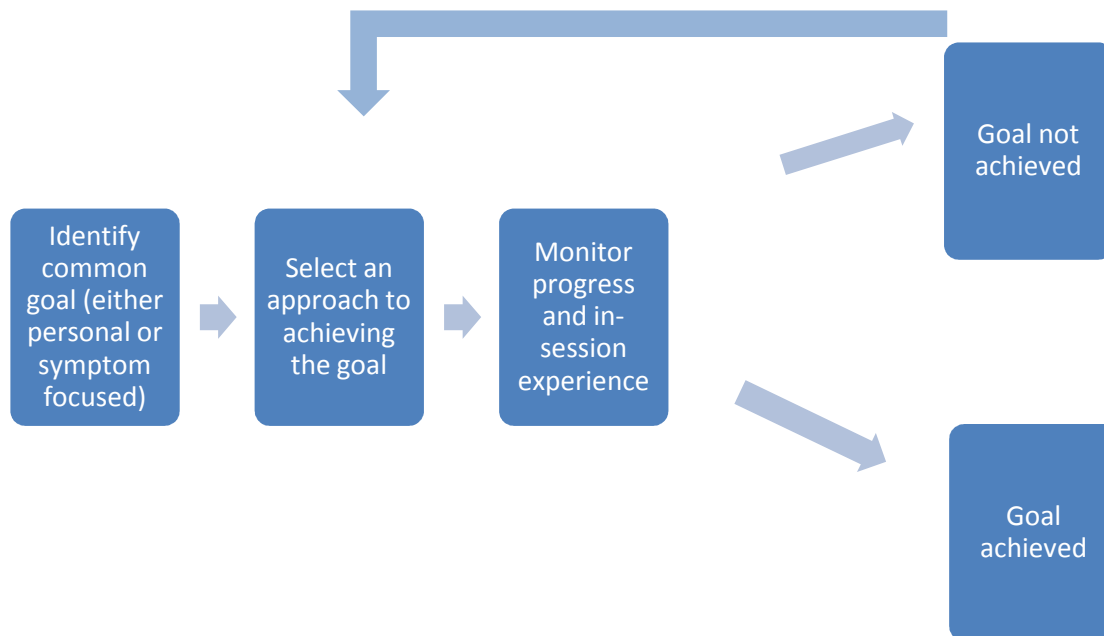 Identify
common
goal (either
personal or
symptom
focused)
Select an
approach to
achieving
the goal
Monitor
progress
and in-
session
experience
Goal not
achieved
Goal
achieved